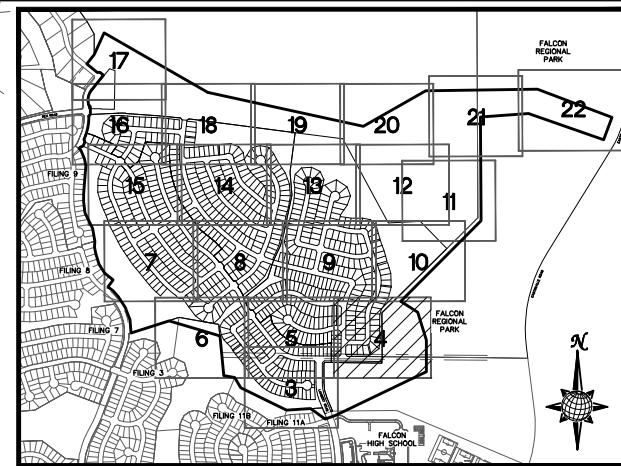 FALCON
REGIONAL
PARK
17
22
21
16
18
19
20
FILING 9
15
14
13
12
11
7
8
9
10
FILING 8
FALCON
REGIONAL
PARK
FILING 7
6
5
4
N
FILING 3
3
FILING 11B
FILING 11A
FALCON
HIGH SCHOOL